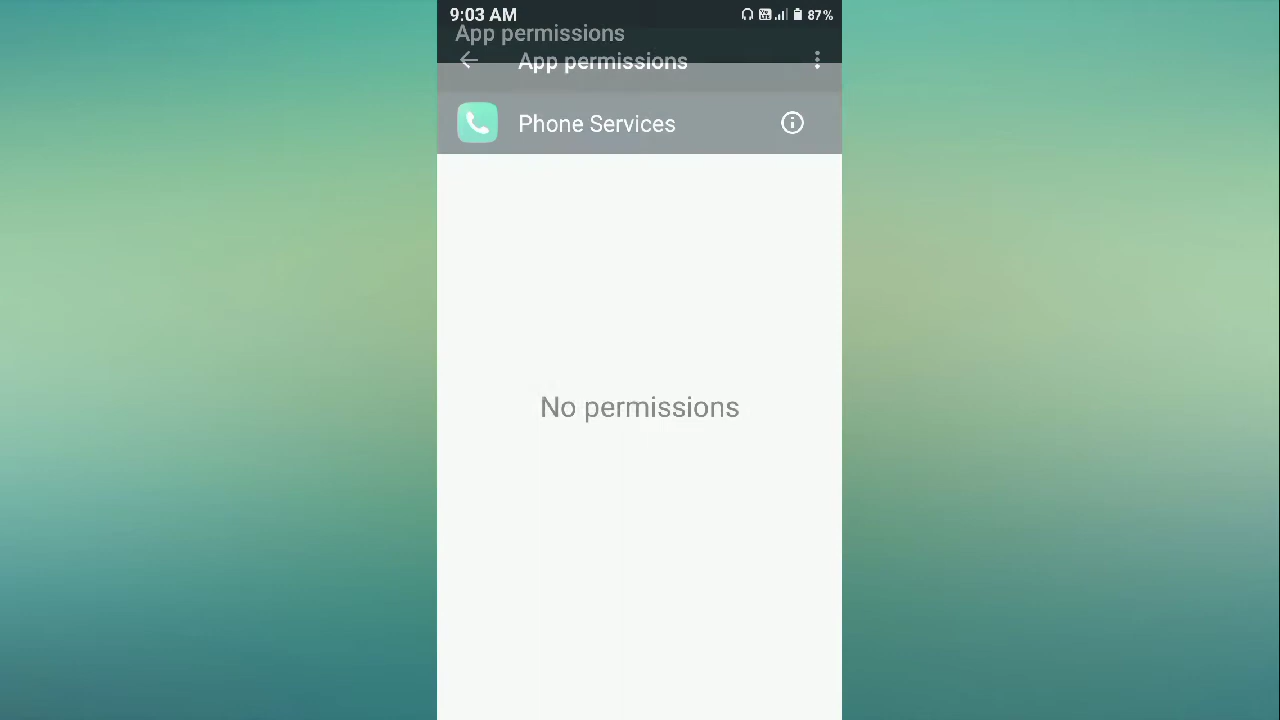 9:03 AM 87%
App permissions
App permissions
Phone Services
No permissions